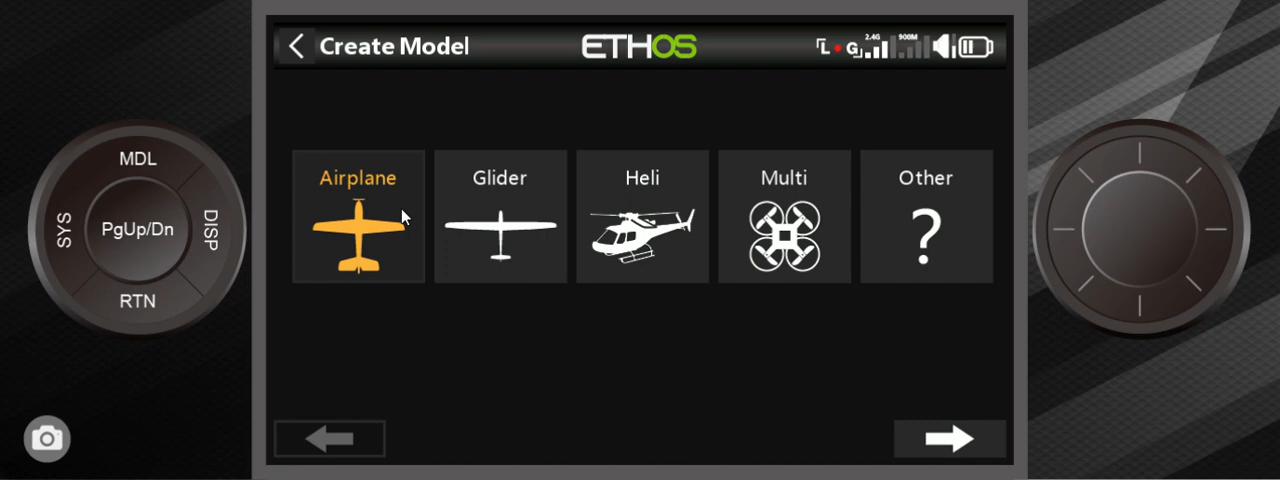 Create Model
ETHOS
L G 2.4G 900M
MDL
SYS
PgUp/Dn
DISP
RTN
Airplane
Glider
Heli
Multi
Other
?